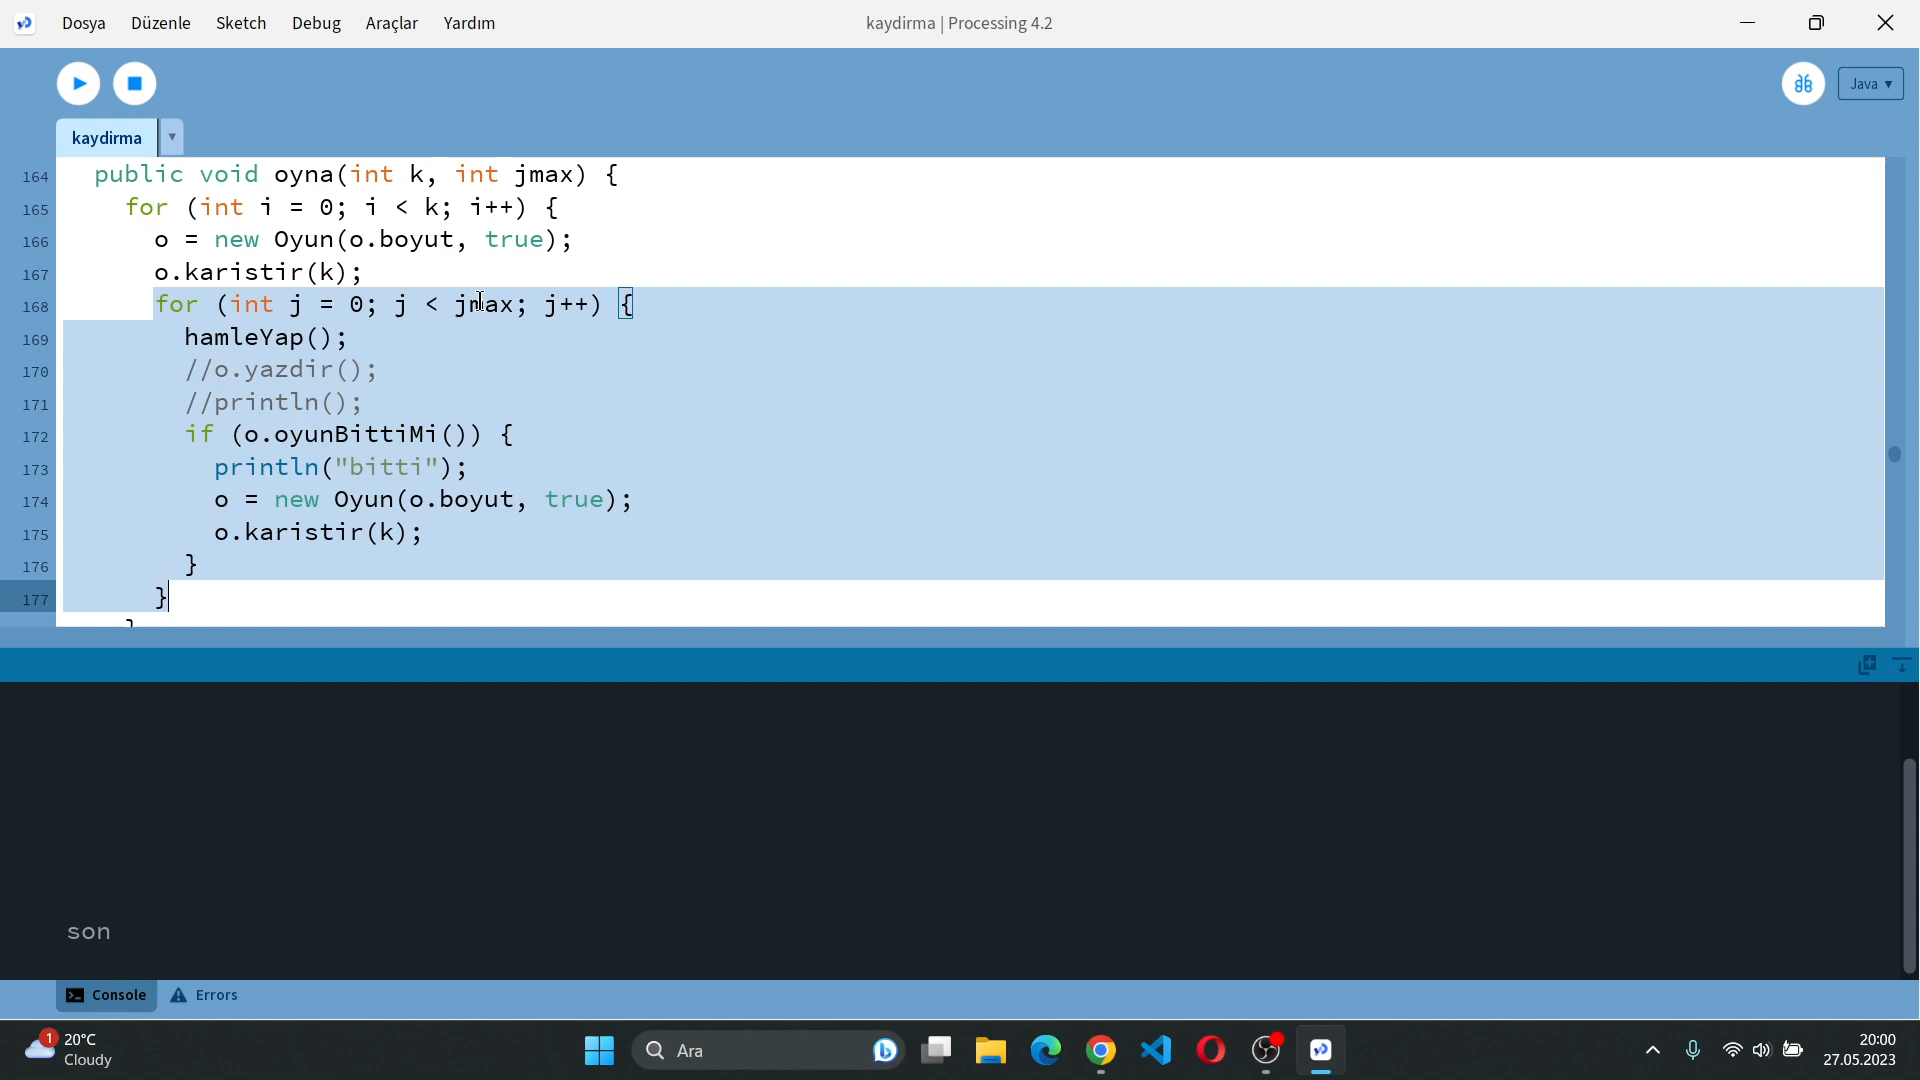 Dosya Düzenle Sketch Debug Araçlar Yardım
kaydirma | Processing 4.2
Java ▾
kaydirma ▾
164 public void oyna(int k, int jmax) {
165 for (int i = 0; i < k; i++) {
166 o = new Oyun(o.boyut, true);
167 o.karistir(k);
168 for (int j = 0; j < jmax; j++) {
169 hamleYap();
170 //o.yazdir();
171 //println();
172 if (o.oyunBittiMi()) {
173 println("bitti");
174 o = new Oyun(o.boyut, true);
175 o.karistir(k);
176 }
177 }
}
son
Console Errors
1
20°C
Cloudy
Ara
20:00
27.05.2023